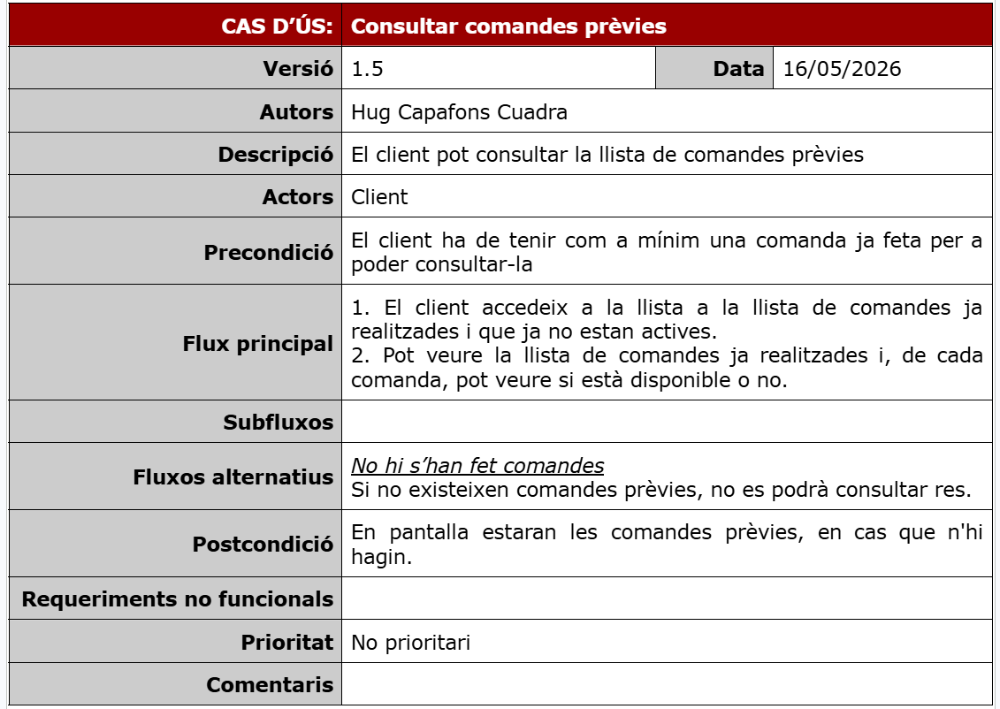 CAS D’ÚS: Consultar comandes prèvies
Versió 1.5 Data 16/05/2026
Autors Hug Capafons Cuadra
Descripció El client pot consultar la llista de comandes prèvies
Actors Client
Precondició El client ha de tenir com a mínim una comanda ja feta per a
poder consultar-la
Flux principal 1. El client accedeix a la llista a la llista de comandes ja
realitzades i que ja no estan actives.
2. Pot veure la llista de comandes ja realitzades i, de cada
comanda, pot veure si està disponible o no.
Subfluxos
Fluxos alternatius No hi s’han fet comandes
Si no existeixen comandes prèvies, no es podrà consultar res.
Postcondició En pantalla estaran les comandes prèvies, en cas que n'hi
hagin.
Requeriments no funcionals
Prioritat No prioritari
Comentaris